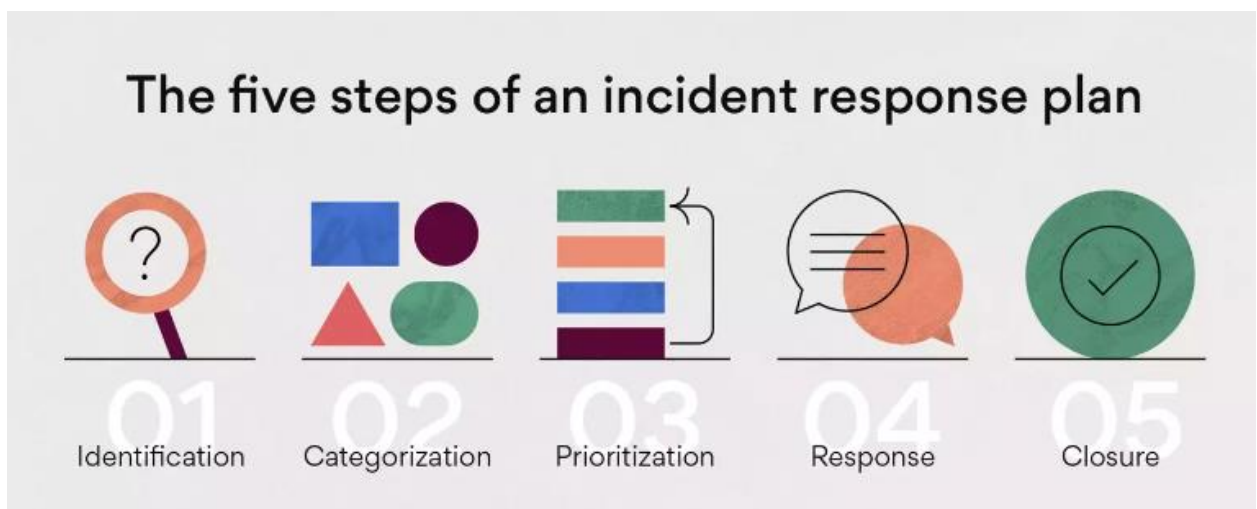 The five steps of an incident response plan
?
01 02 03 04 05
Identification Categorization Prioritization Response Closure